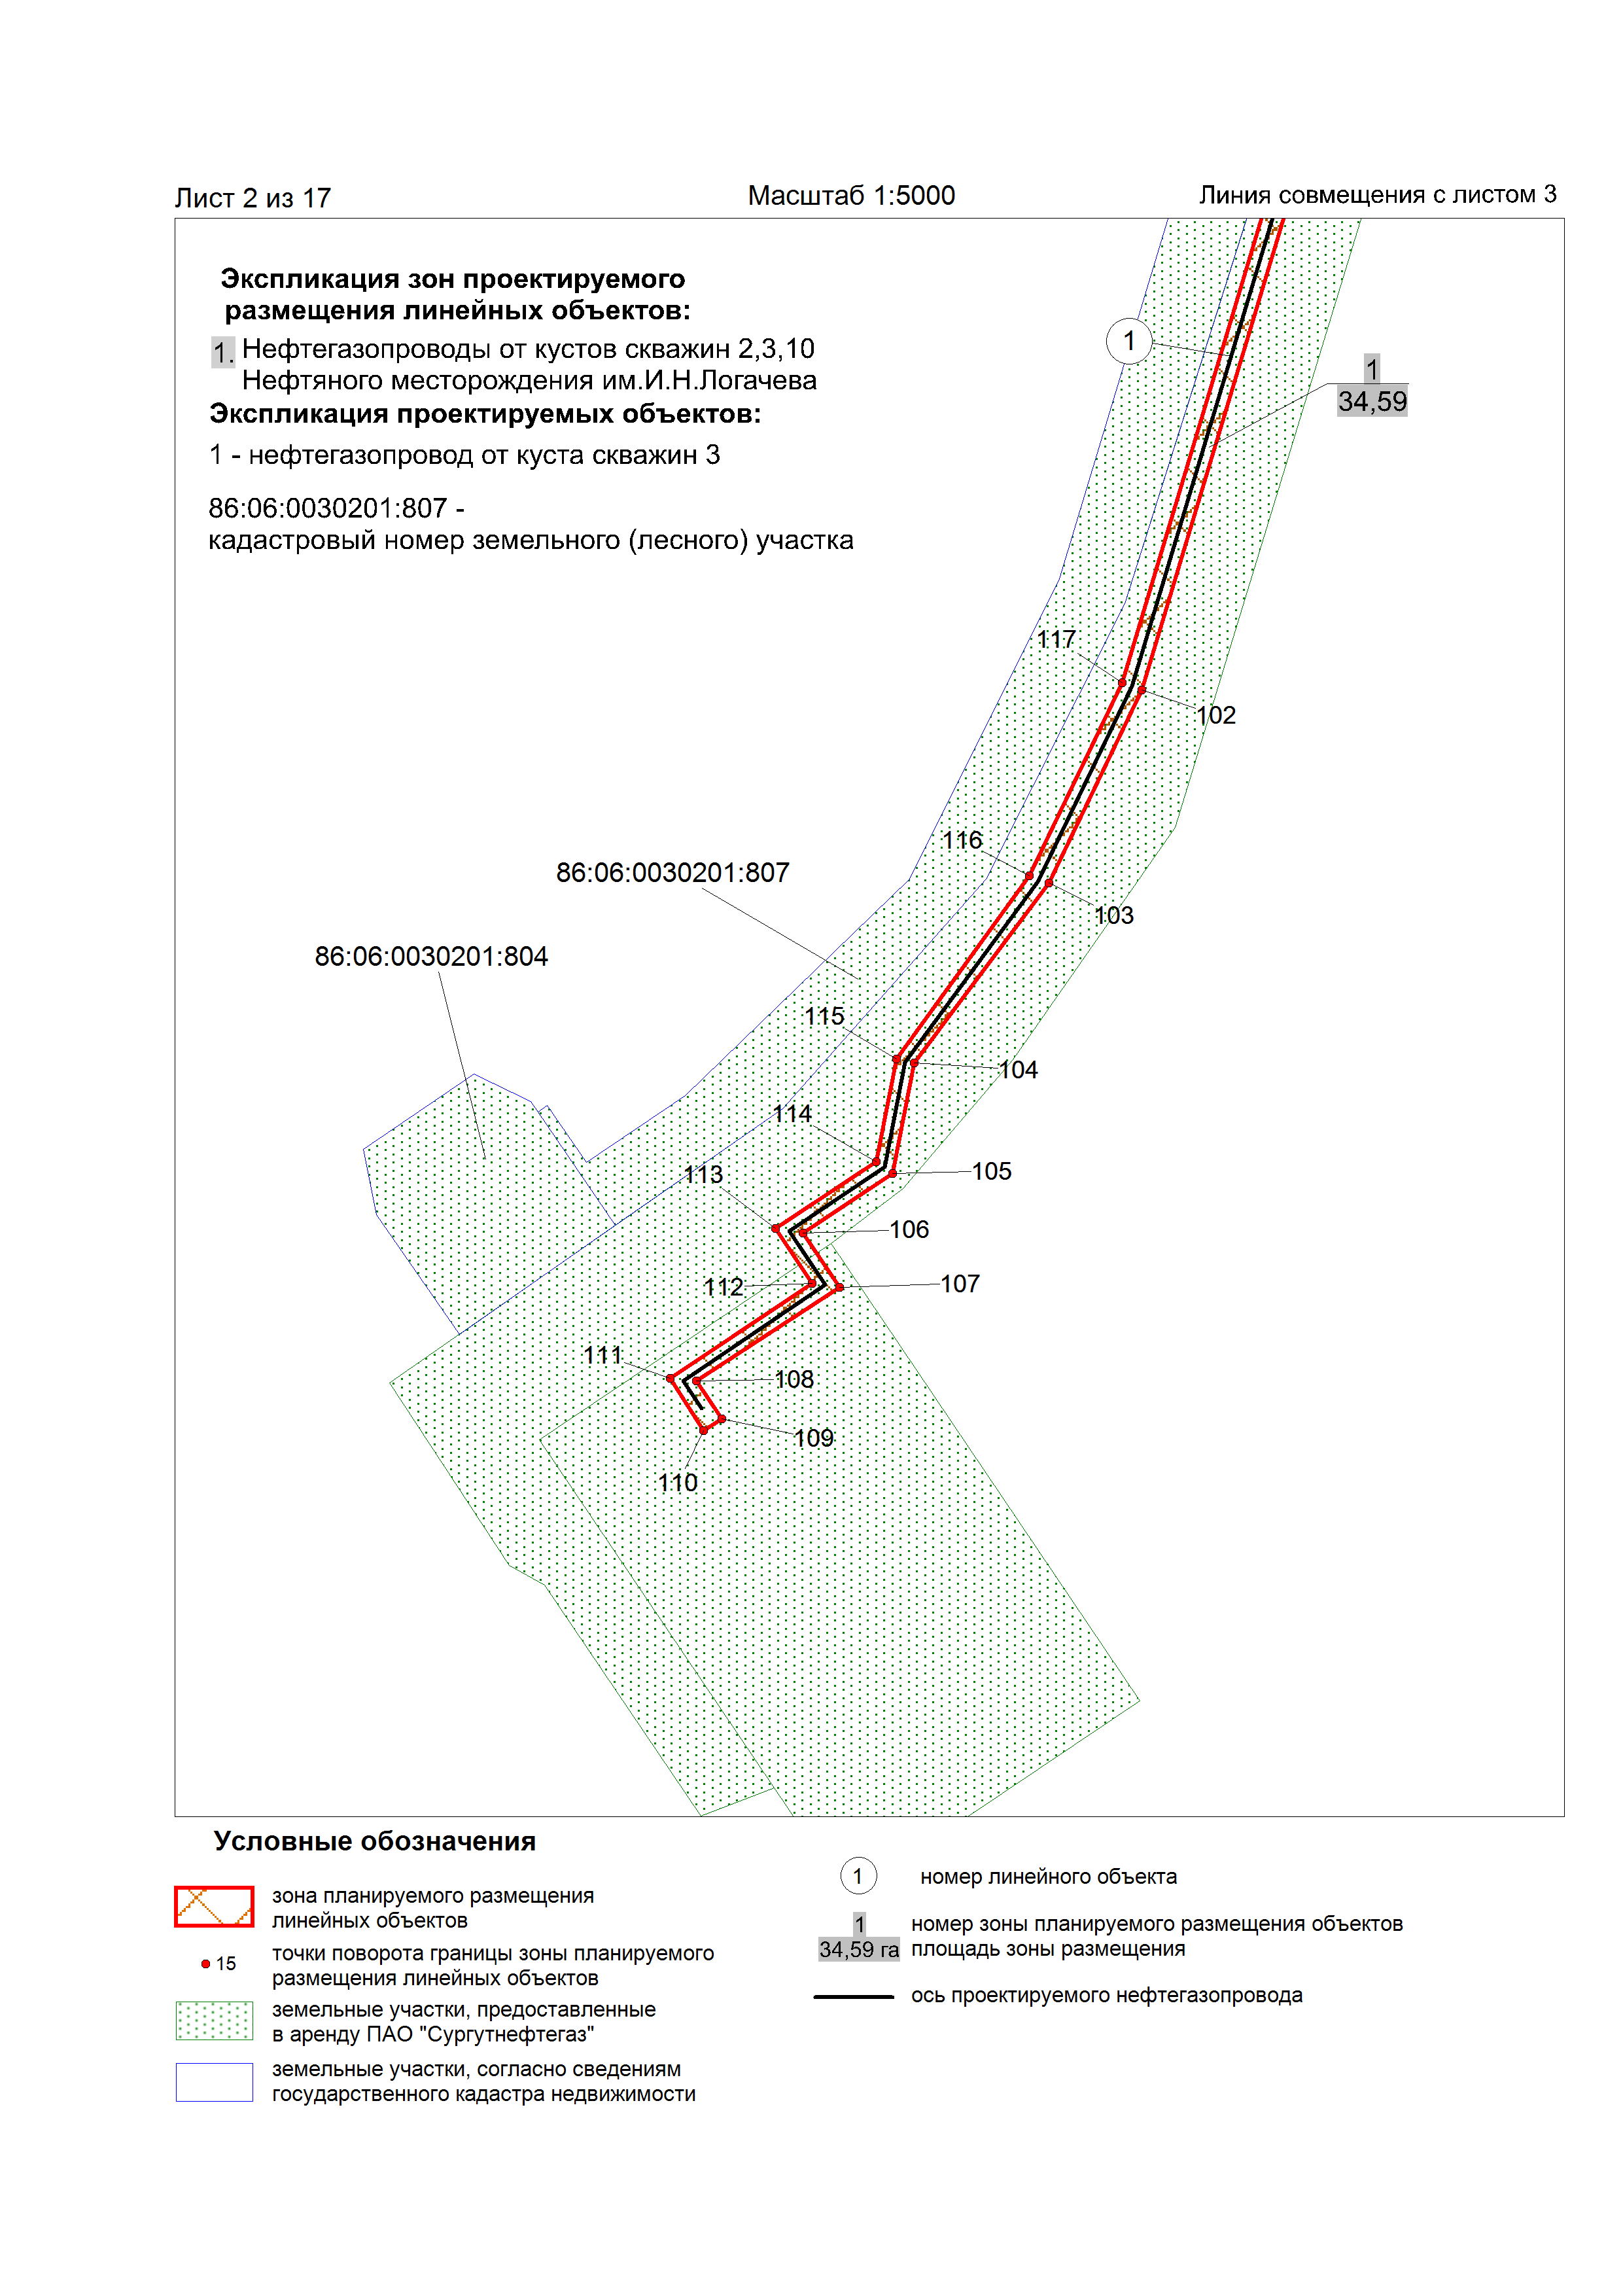 Лист 2 из 17
Масштаб 1:5000
Линия совмещения с листом 3
Экспликация зон проектируемого
размещения линейных объектов:
1. Нефтегазопроводы от кустов скважин 2,3,10
Нефтяного месторождения им.И.Н.Логачева
Экспликация проектируемых объектов:
1 - нефтегазопровод от куста скважин 3
86:06:0030201:807 -
кадастровый номер земельного (лесного) участка
1
1
34,59
117
102
116
86:06:0030201:807
103
86:06:0030201:804
115
104
114
105
113
106
107
112
111
108
109
110
Условные обозначения
зона планируемого размещения
линейных объектов
15
точки поворота границы зоны планируемого
размещения линейных объектов
земельные участки, предоставленные
в аренду ПАО "Сургутнефтегаз"
земельные участки, согласно сведениям
государственного кадастра недвижимости
1
номер линейного объекта
1
номер зоны планируемого размещения объектов
34,59 га
площадь зоны размещения
ось проектируемого нефтегазопровода